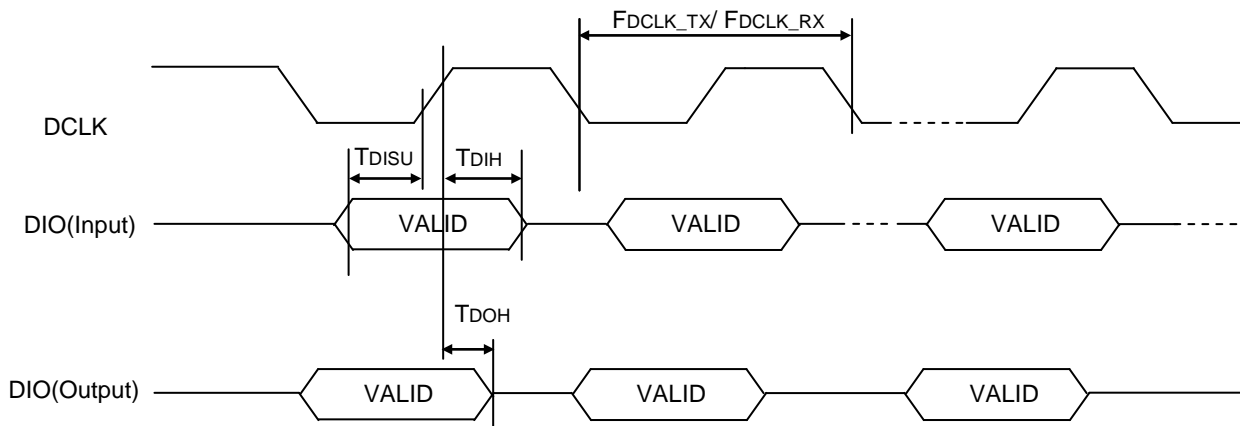 FDCLK_TX/ FDCLK_RX
DCLK
TDISU
TDIH
DIO(Input)
VALID
VALID
VALID
TDOH
DIO(Output)
VALID
VALID
VALID